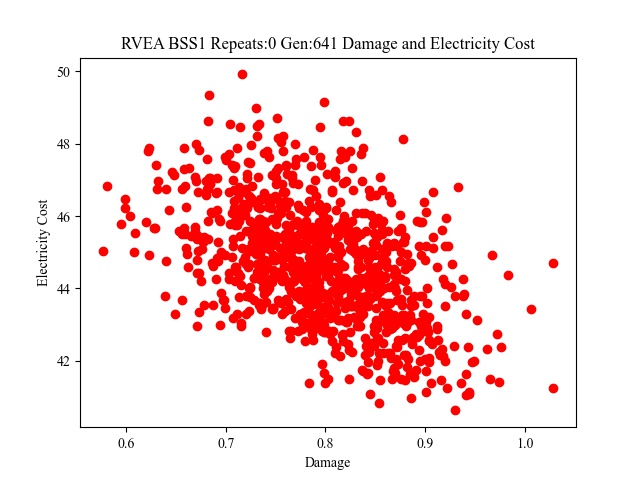 RVEA BSS1 Repeats:0 Gen:641 Damage and Electricity Cost
50
48
46
44
42
Electricity Cost
0.6 0.7 0.8 0.9 1.0
Damage